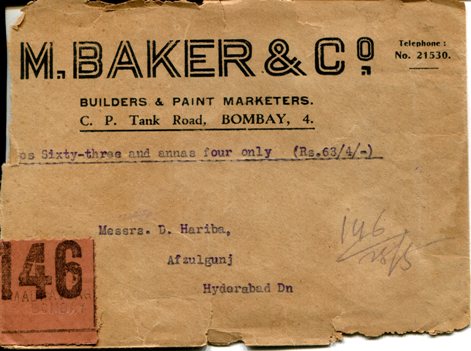 M. BAKER & Cº.
Telephone :
No. 21530.
BUILDERS & PAINT MARKETERS.
C. P. Tank Road, BOMBAY, 4.
Sixty-three and annas four only (Rs.63/4/-)
Messrs. D. Hariba,
Afzulgunj
Hyderabad Dn
146
146
BOMBAY